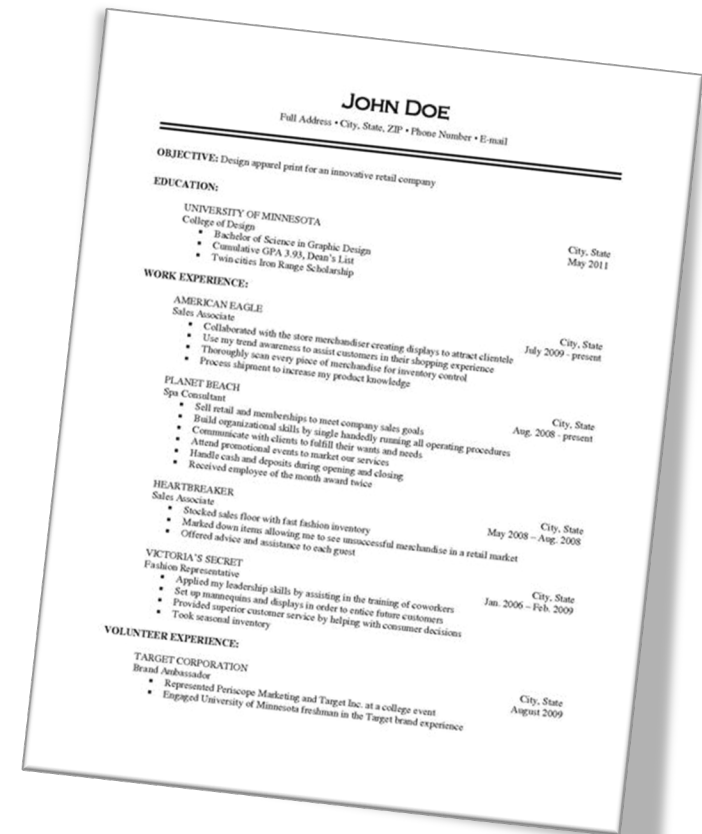 JOHN DOE
Full Address • City, State, ZIP • Phone Number • E-mail
OBJECTIVE: Design apparel print for an innovative retail company
EDUCATION:
UNIVERSITY OF MINNESOTA City, State
College of Design May 2011
• Bachelor of Science in Graphic Design
• Cumulative GPA 3.93, Dean's List
• Twin cities Iron Range Scholarship
WORK EXPERIENCE:
AMERICAN EAGLE City, State
Sales Associate July 2009 - present
• Collaborated with the store merchandiser creating displays to attract clientele
• Use my trend awareness to assist customers in their shopping experience
• Thoroughly scan every piece of merchandise for inventory control
• Process shipment to increase my product knowledge
PLANET BEACH City, State
Spa Consultant Aug. 2008 - present
• Sell retail and memberships to meet company sales goals
• Build organizational skills by single handedly running all operating procedures
• Communicate with clients to fulfill their wants and needs
• Attend promotional events to market our services
• Handle cash and deposits during opening and closing
• Received employee of the month award twice
HEARTBREAKER City, State
Sales Associate May 2008 – Aug. 2008
• Stocked sales floor with fast fashion inventory
• Marked down items allowing me to see unsuccessful merchandise in a retail market
• Offered advice and assistance to each guest
VICTORIA'S SECRET City, State
Fashion Representative Jan. 2006 – Feb. 2009
• Applied my leadership skills by assisting in the training of coworkers
• Set up mannequins and displays in order to entice future customers
• Provided superior customer service by helping with consumer decisions
• Took seasonal inventory
VOLUNTEER EXPERIENCE:
TARGET CORPORATION City, State
Brand Ambassador August 2009
• Represented Periscope Marketing and Target Inc. at a college event
• Engaged University of Minnesota freshman in the Target brand experience